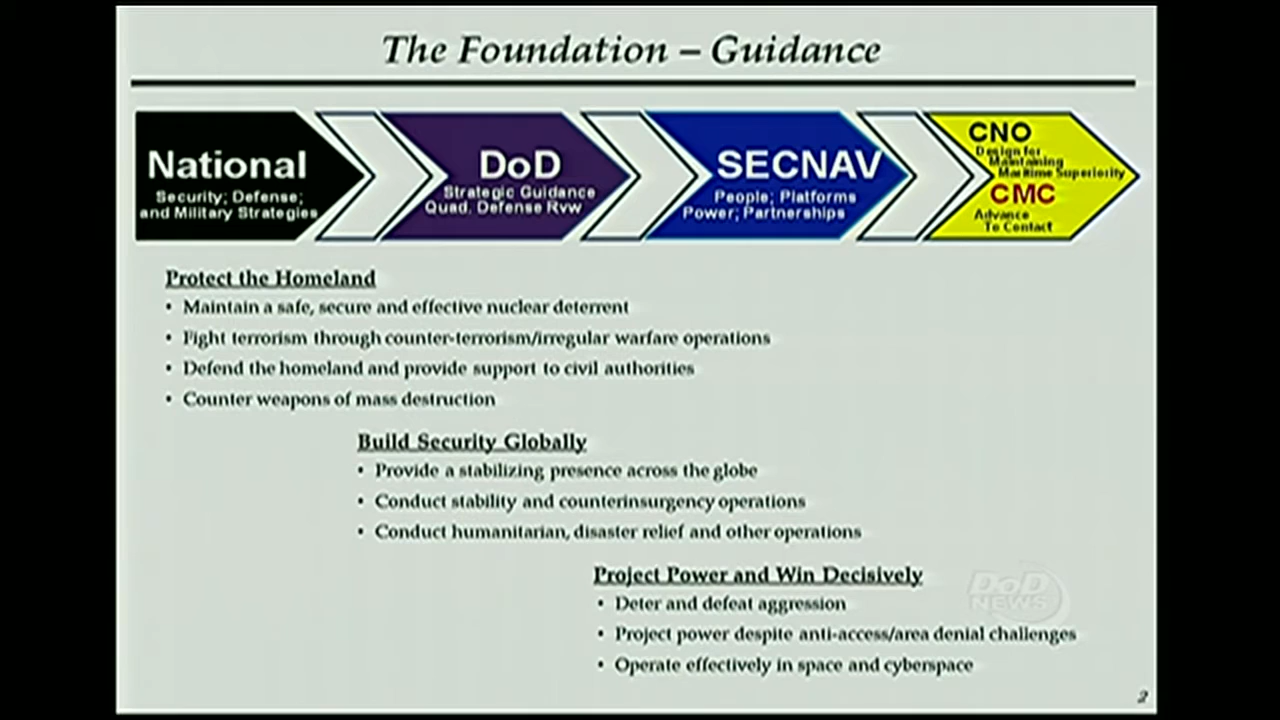 The Foundation – Guidance
National
Security; Defense;
and Military Strategies
DoD
Strategic Guidance
Quad. Defense Rvw
SECNAV
People; Platforms
Power; Partnerships
CNO
Design for
Maintaining
Maritime Superiority
CMC
Advance
To Contact
Protect the Homeland
• Maintain a safe, secure and effective nuclear deterrent
• Fight terrorism through counter-terrorism/irregular warfare operations
• Defend the homeland and provide support to civil authorities
• Counter weapons of mass destruction
Build Security Globally
• Provide a stabilizing presence across the globe
• Conduct stability and counterinsurgency operations
• Conduct humanitarian, disaster relief and other operations
Project Power and Win Decisively
• Deter and defeat aggression
• Project power despite anti-access/area denial challenges
• Operate effectively in space and cyberspace
DoD
NEWS
2